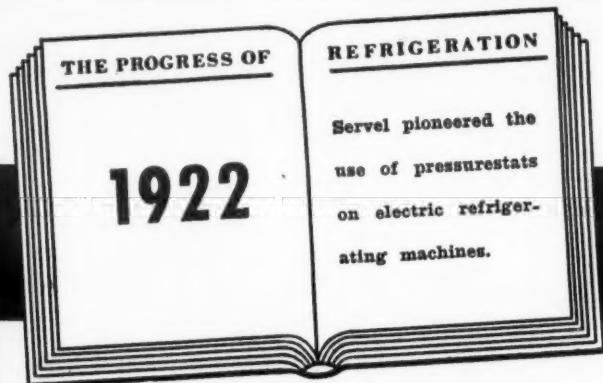 THE PROGRESS OF
1922
REFRIGERATION
Servel pioneered the
use of pressurestats
on electric refriger-
ating machines.